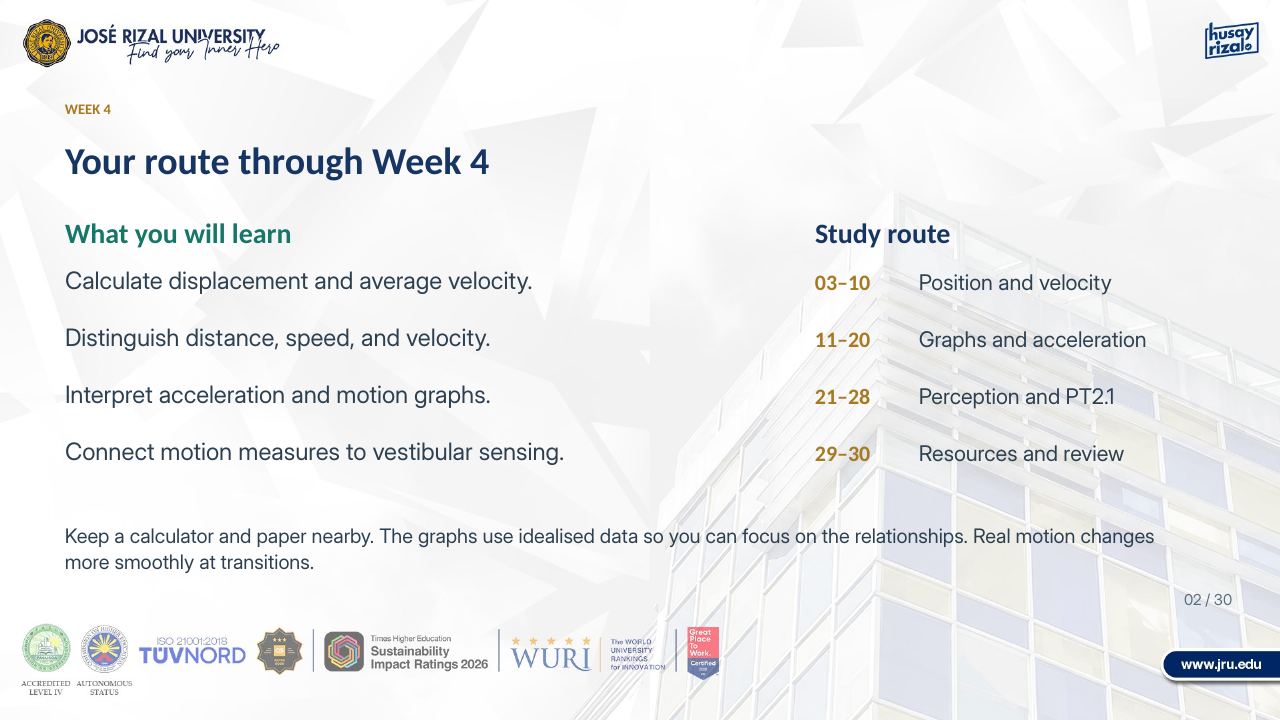 JOSÉ RIZAL UNIVERSITY
Find your Inner Hero
husay
rizal
WEEK 4
Your route through Week 4
What you will learn
Calculate displacement and average velocity.
Distinguish distance, speed, and velocity.
Interpret acceleration and motion graphs.
Connect motion measures to vestibular sensing.
Study route
03–10 Position and velocity
11–20 Graphs and acceleration
21–28 Perception and PT2.1
29–30 Resources and review
Keep a calculator and paper nearby. The graphs use idealised data so you can focus on the relationships. Real motion changes
more smoothly at transitions.
02 / 30
ACCREDITED
LEVEL IV
AUTONOMOUS
STATUS
ISO 21001:2018
TÜVNORD
Times Higher Education
Sustainability
Impact Ratings 2026
WURI
The WORLD
UNIVERSITY
RANKINGS
for INNOVATION
Great
Place
To
Work.
Certified
www.jru.edu